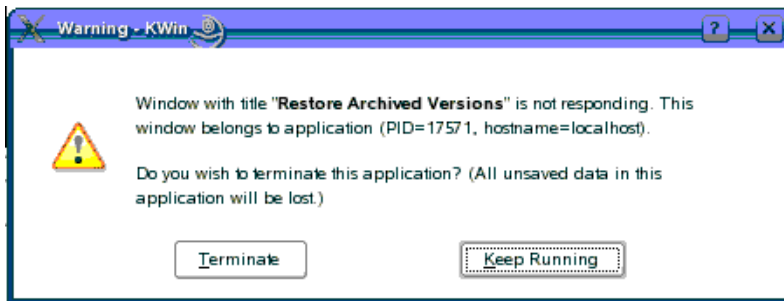 Warning - KWin
Window with title "Restore Archived Versions" is not responding. This
window belongs to application (PID=17571, hostname=localhost).
Do you wish to terminate this application? (All unsaved data in this
application will be lost.)
Terminate
Keep Running